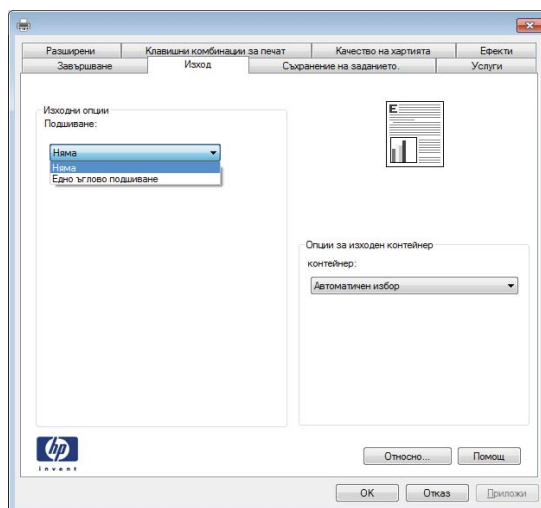 Разширени Клавишни комбинации за печат Качество на хартията Ефекти
Завършване Изход Съхранение на заданието. Услуги
Изходни опции
Подшиване:
Няма
Няма
Едно ъглово подшиване
E
Опции за изходен контейнер
контейнер:
Автоматичен избор
hp
invent
Относно... Помощ
OK Отказ Приложи